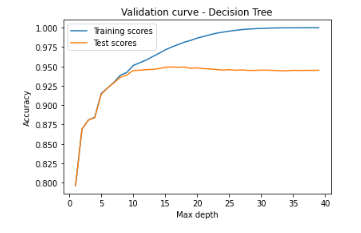 Validation curve - Decision Tree
Training scores
Test scores
1.000
0.975
0.950
0.925
0.900
0.875
0.850
0.825
0.800
Accuracy
0 5 10 15 20 25 30 35 40
Max depth